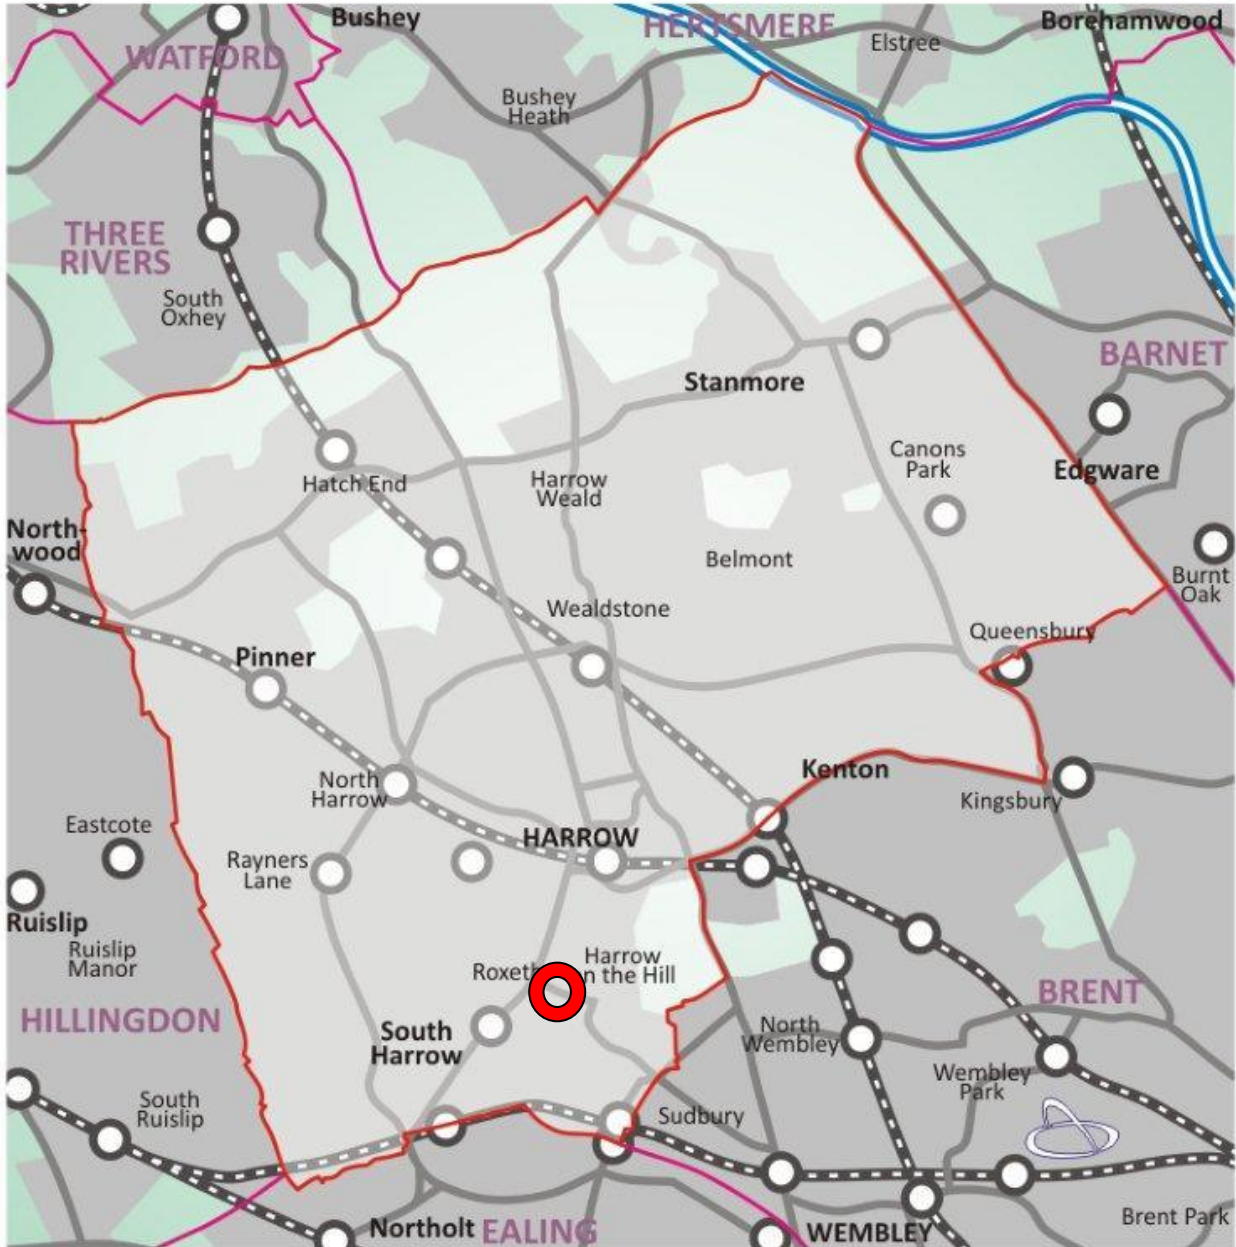 Bushey
HERTSMERE
Borehamwood
WATFORD
Elstree
Bushey
Heath
THREE
RIVERS
South
Oxhey
BARNET
Stanmore
Canons
Park
Edgware
Hatch End
Harrow
Weald
North-
wood
Belmont
Burnt
Oak
Wealdstone
Queensbury
Pinner
Kenton
North
Harrow
Kingsbury
Eastcote
HARROW
Rayners
Lane
Ruislip
Ruislip
Manor
Harrow
n the Hill
Roxeth
HILLINGDON
BRENT
South
Harrow
North
Wembley
Wembley
Park
South
Ruislip
Sudbury
Northolt
EALING
WEMBLEY
Brent Park